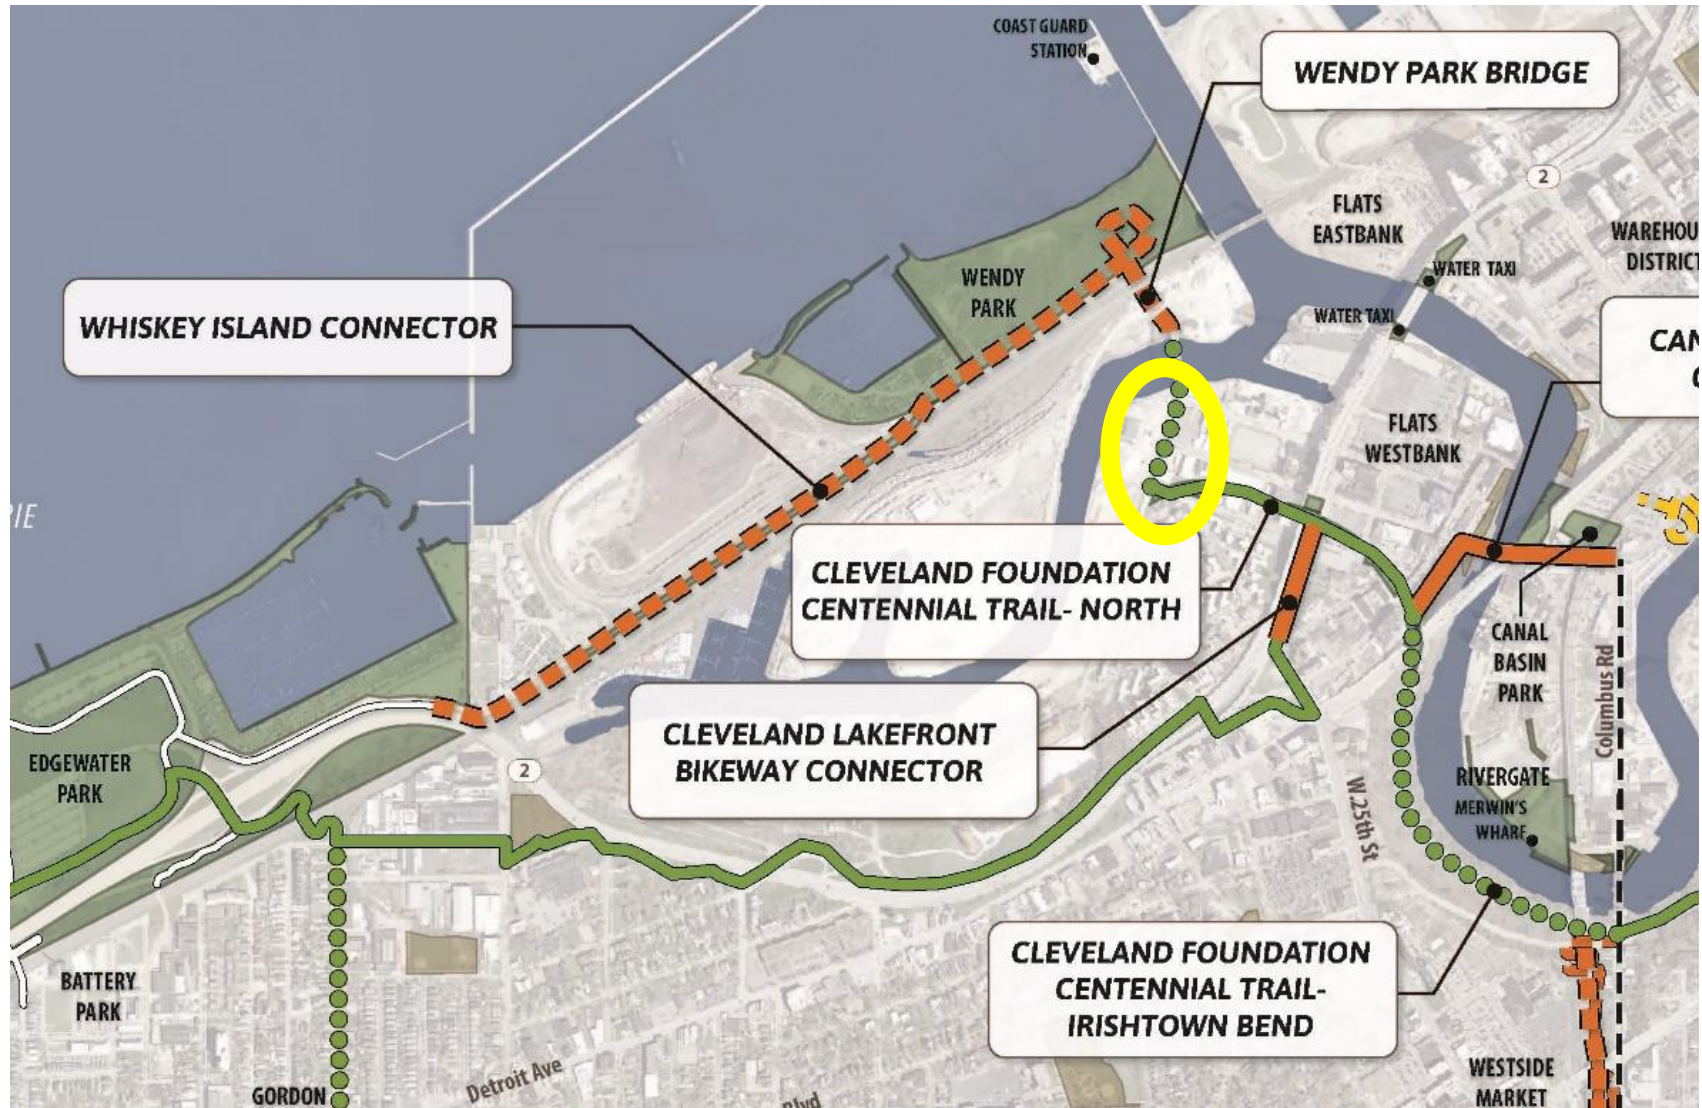 COAST GUARD
STATION
WENDY PARK BRIDGE
2
FLATS
EASTBANK
WAREHOU
DISTRICT
WATER TAXI
WENDY
PARK
WATER TAXI
WHISKEY ISLAND CONNECTOR
CAN
FLATS
WESTBANK
IE
CLEVELAND FOUNDATION
CENTENNIAL TRAIL- NORTH
CANAL
BASIN
PARK
Columbus Rd
CLEVELAND LAKEFRONT
BIKEWAY CONNECTOR
EDGEWATER
PARK
2
RIVERGATE
MERWIN'S
WHARF
W.25th St
CLEVELAND FOUNDATION
CENTENNIAL TRAIL-
IRISHTOWN BEND
BATTERY
PARK
Detroit Ave
Blvd
GORDON
WESTSIDE
MARKET